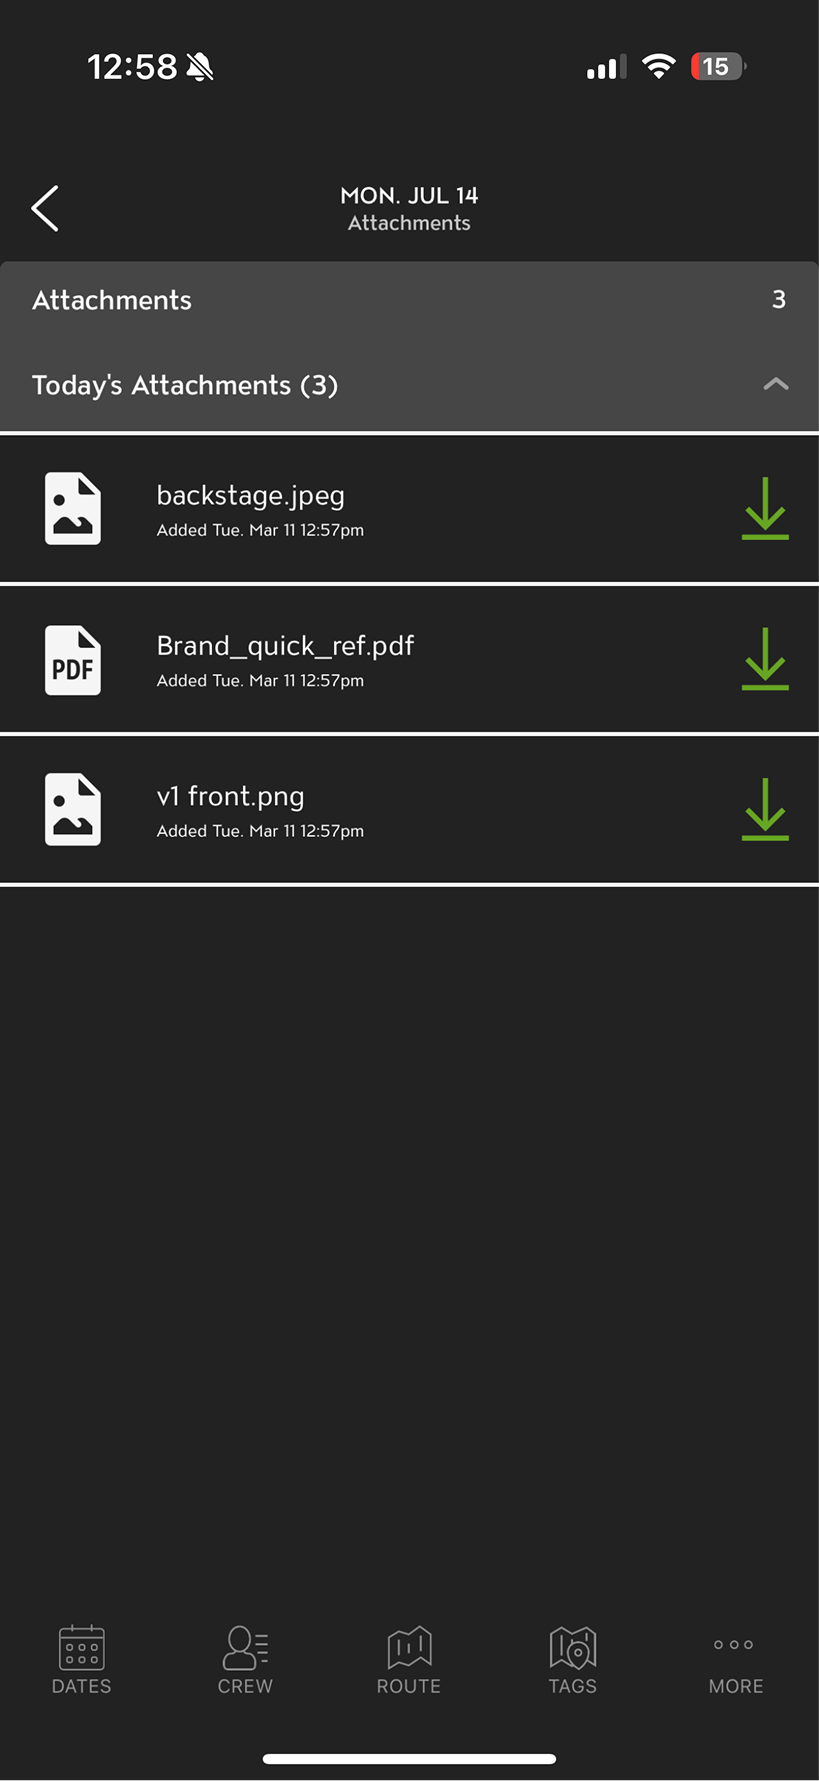 12:58
15
MON. JUL 14
Attachments
Attachments 3
Today's Attachments (3)
backstage.jpeg
Added Tue. Mar 11 12:57pm
PDF
Brand_quick_ref.pdf
Added Tue. Mar 11 12:57pm
v1 front.png
Added Tue. Mar 11 12:57pm
DATES CREW ROUTE TAGS MORE